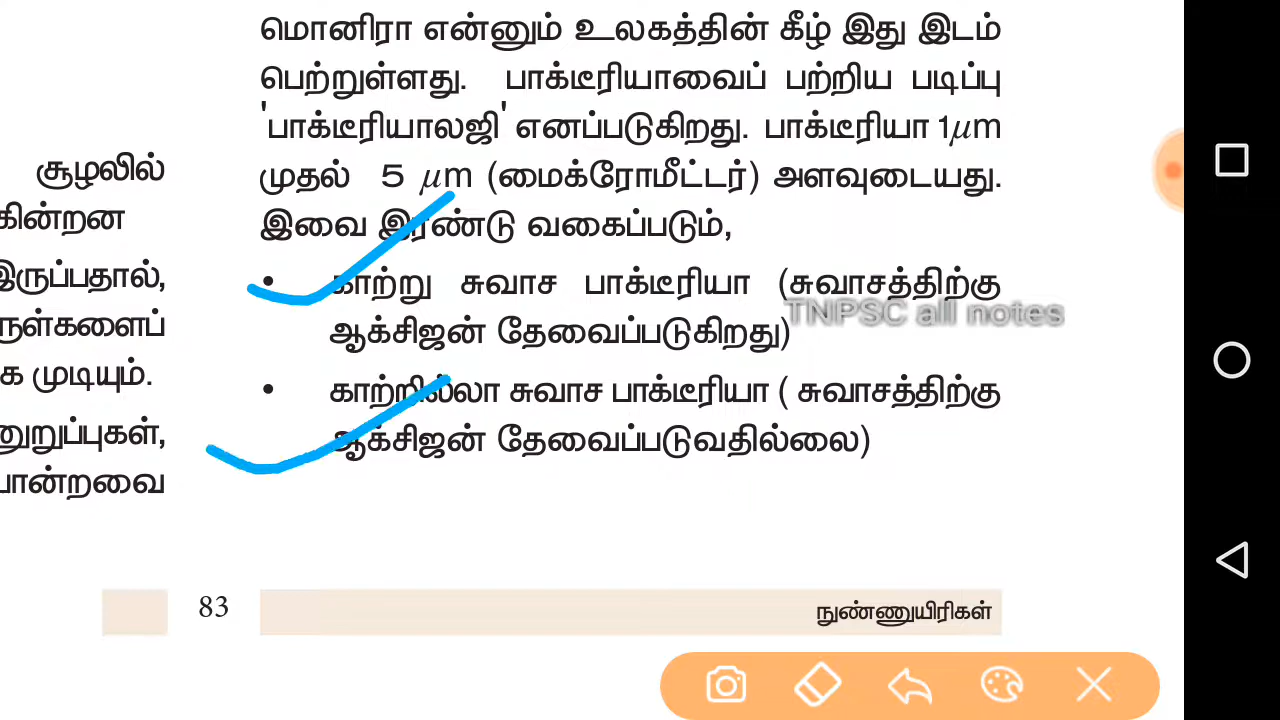 மொனிரா என்னும் உலகத்தின் கீழ் இது இடம்
பெற்றுள்ளது. பாக்டீரியாவைப் பற்றிய படிப்பு
'பாக்டீரியாலஜி' எனப்படுகிறது. பாக்டீரியா 1μm
முதல் 5 μm (மைக்ரோமீட்டர்) அளவுடையது.
இவை இரண்டு வகைப்படும்,
• காற்று சுவாச பாக்டீரியா (சுவாசத்திற்கு
ஆக்சிஜன் தேவைப்படுகிறது)
• காற்றில்லா சுவாச பாக்டீரியா ( சுவாசத்திற்கு
ஆக்சிஜன் தேவைப்படுவதில்லை)
சூழலில்
கின்றன
இருப்பதால்,
ருள்களைப்
க முடியும்.
னுறுப்புகள்,
பான்றவை
TNPSC all notes
83
நுண்ணுயிரிகள்